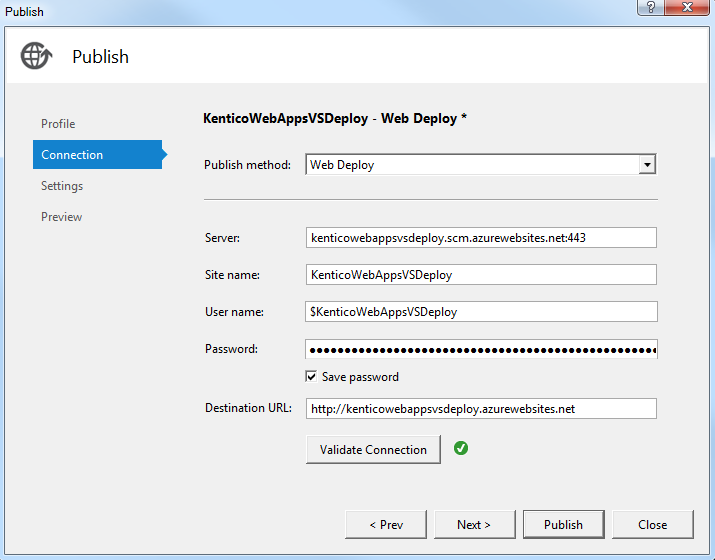 Publish
?
Publish
Profile
Connection
Settings
Preview
KenticoWebAppsVSDeploy - Web Deploy *
Publish method: Web Deploy
Server: kenticowebappsvsdeploy.scm.azurewebsites.net:443
Site name: KenticoWebAppsVSDeploy
User name: $KenticoWebAppsVSDeploy
Password:
Save password
Destination URL: http://kenticowebappsvsdeploy.azurewebsites.net
Validate Connection
< Prev Next > Publish Close